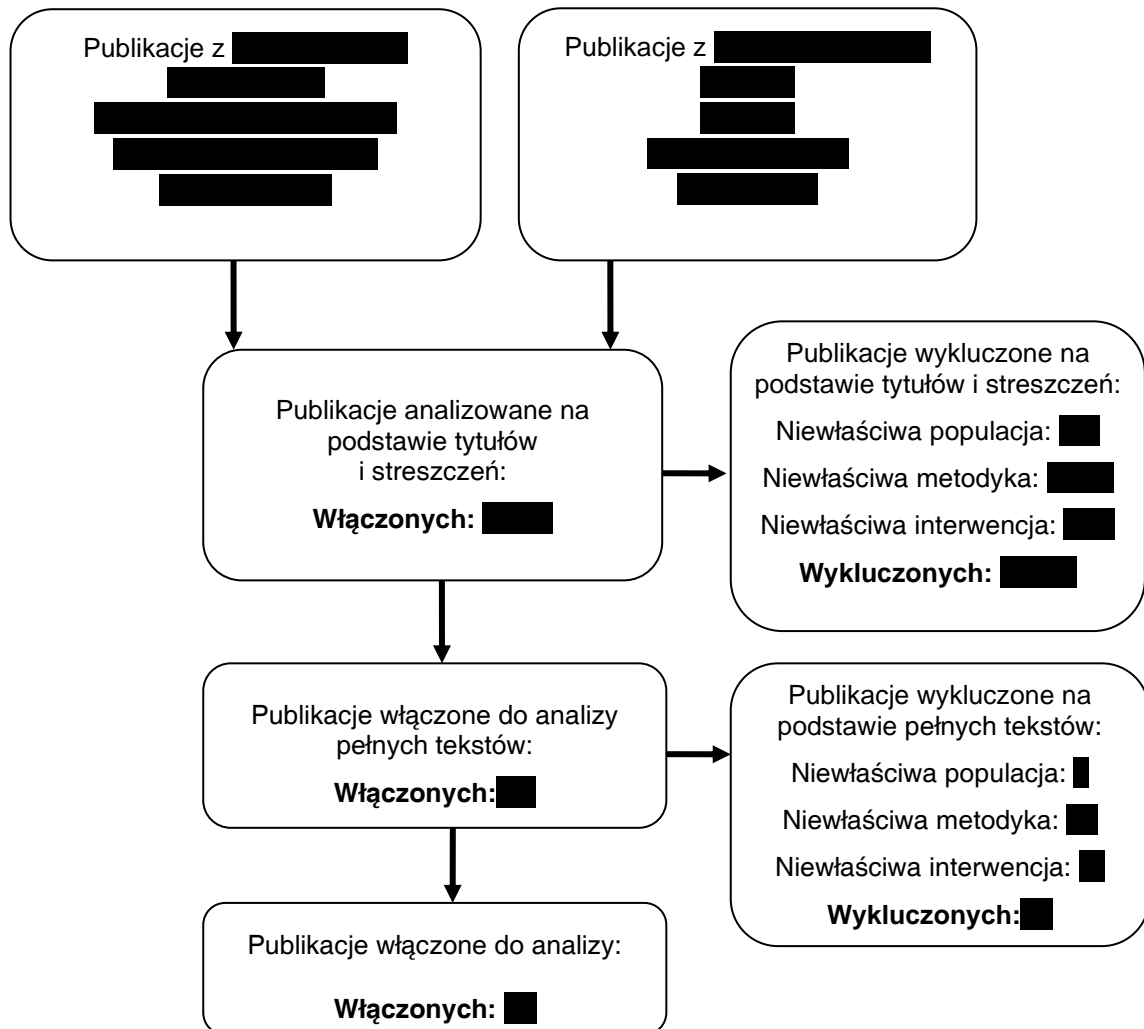 Publikacje z
Publikacje z
Publikacje analizowane na
podstawie tytułów
i streszczeń:
Włączonych:
Publikacje wykluczone na
podstawie tytułów i streszczeń:
Niewłaściwa populacja:
Niewłaściwa metodyka:
Niewłaściwa interwencja:
Wykluczonych:
Publikacje włączone do analizy
pełnych tekstów:
Włączonych:
Publikacje wykluczone na
podstawie pełnych tekstów:
Niewłaściwa populacja:
Niewłaściwa metodyka:
Niewłaściwa interwencja:
Wykluczonych:
Publikacje włączone do analizy:
Włączonych: